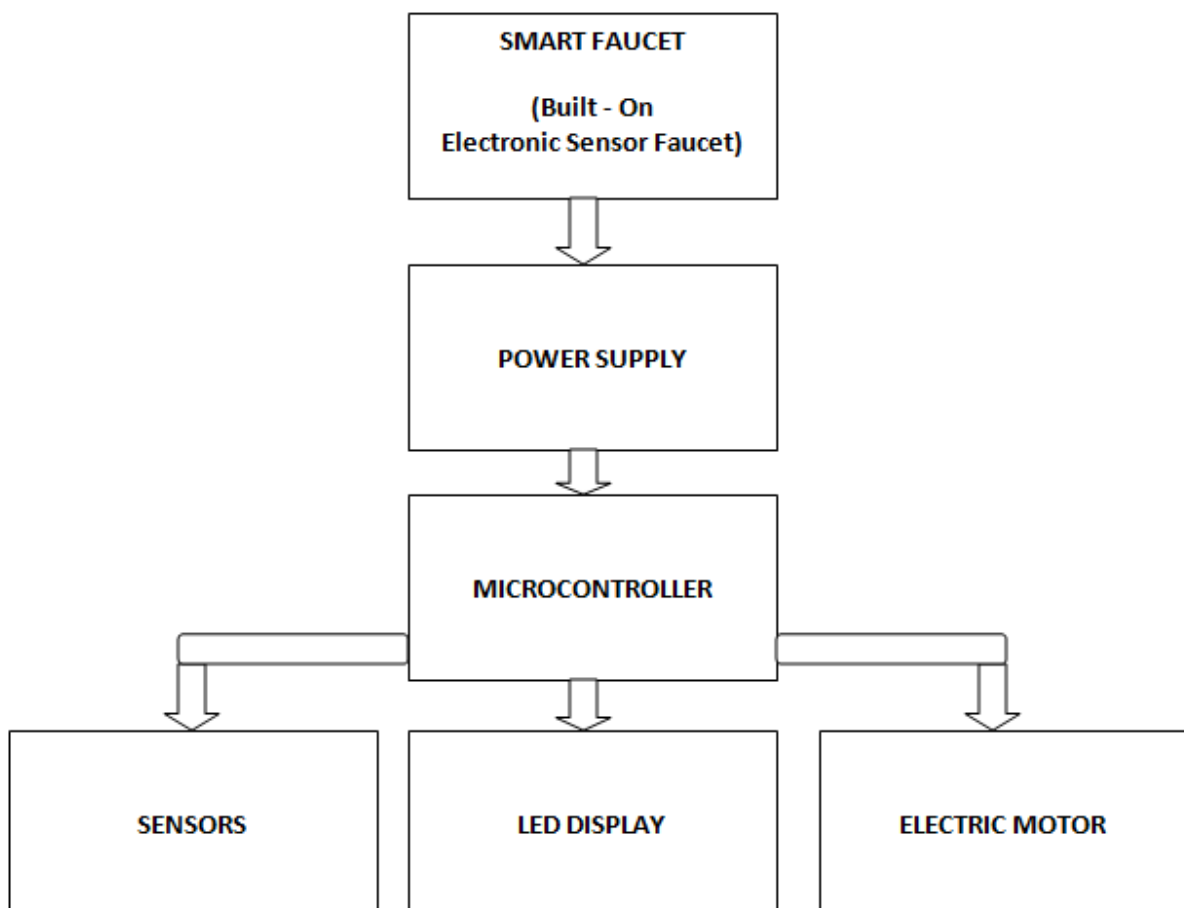 SMART FAUCET
(Built - On
Electronic Sensor Faucet)
POWER SUPPLY
MICROCONTROLLER
SENSORS
LED DISPLAY
ELECTRIC MOTOR